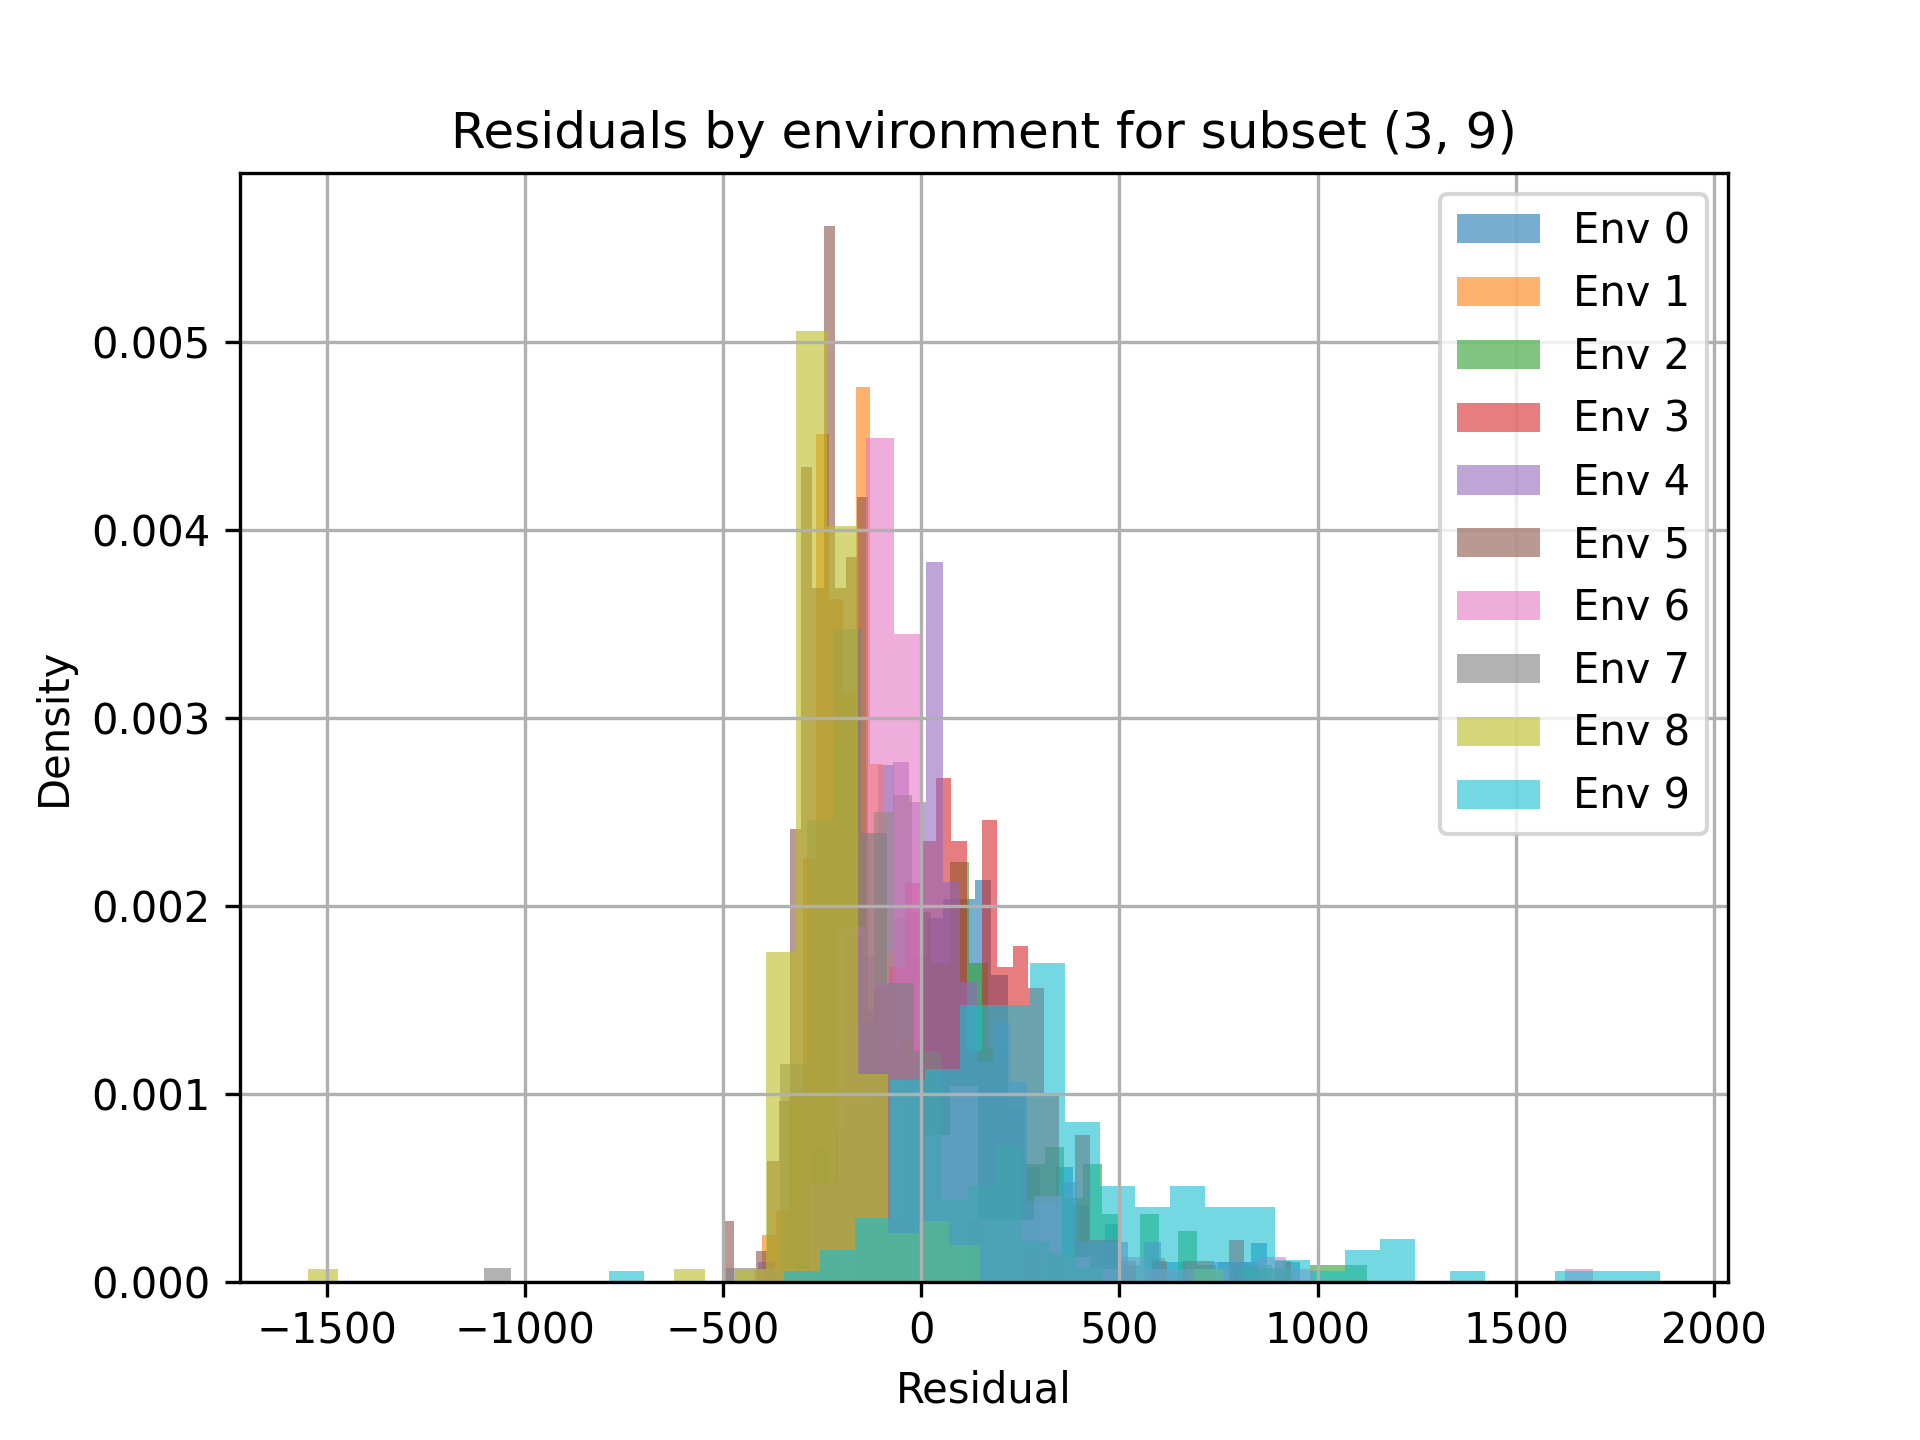 Residuals by environment for subset (3, 9)
Env 0
Env 1
Env 2
Env 3
Env 4
Env 5
Env 6
Env 7
Env 8
Env 9
0.005
0.004
0.003
0.002
0.001
0.000
Density
−1500
−1000
−500
0
500
1000
1500
2000
Residual